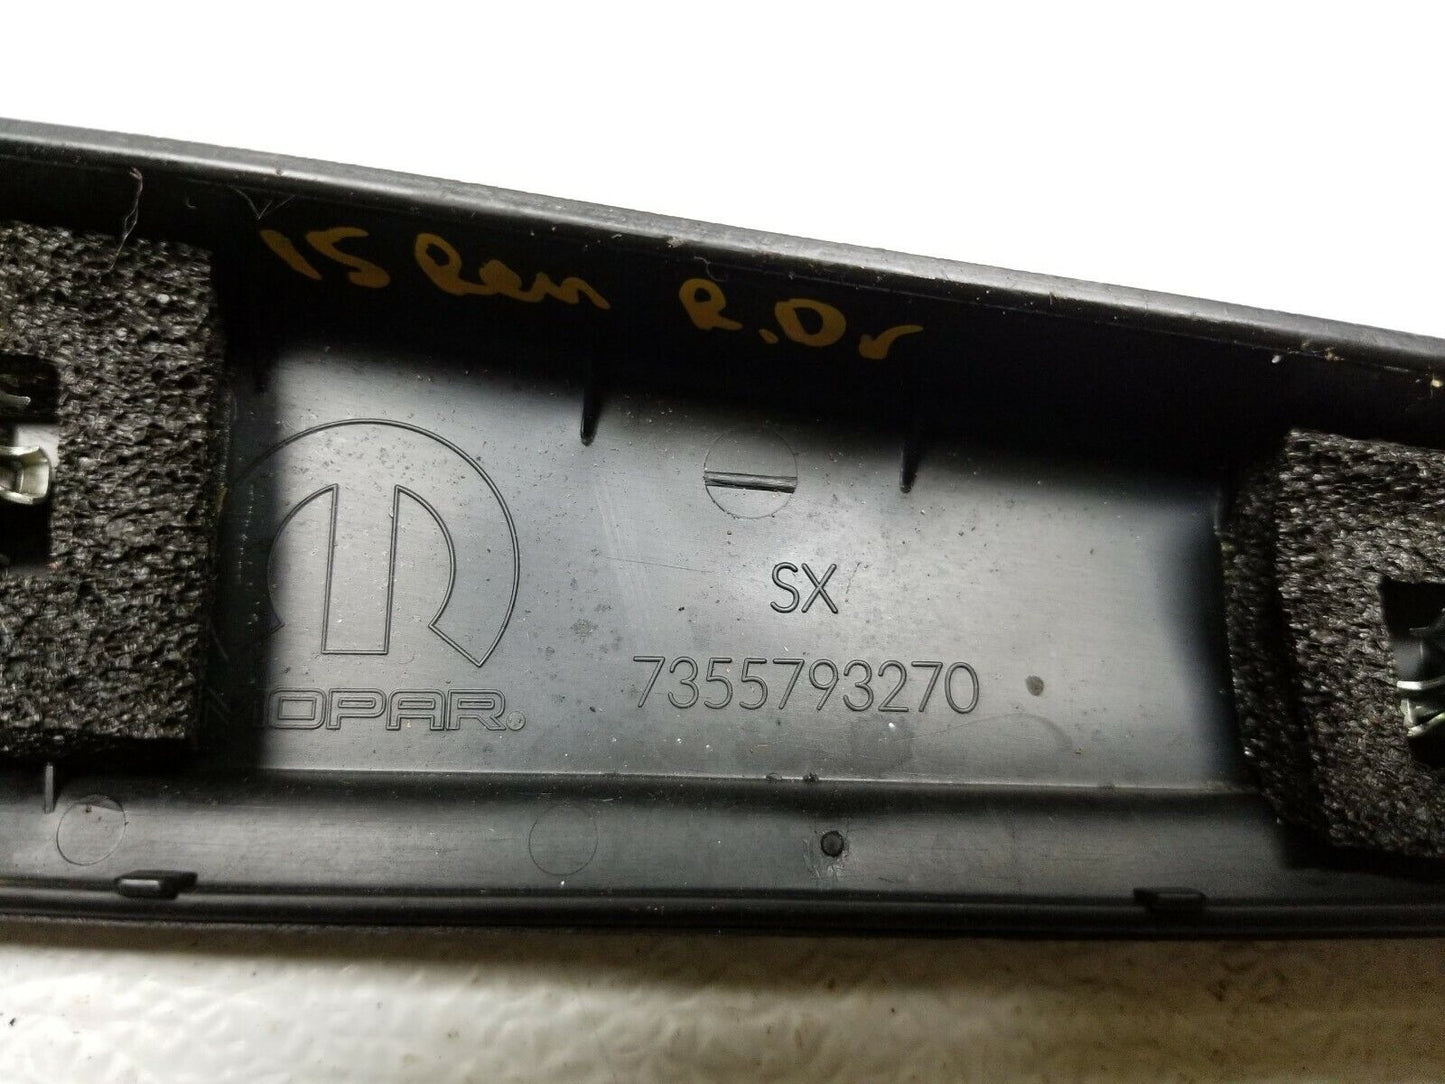 15 Ren R.Dr
SX
7355793270
MOPAR